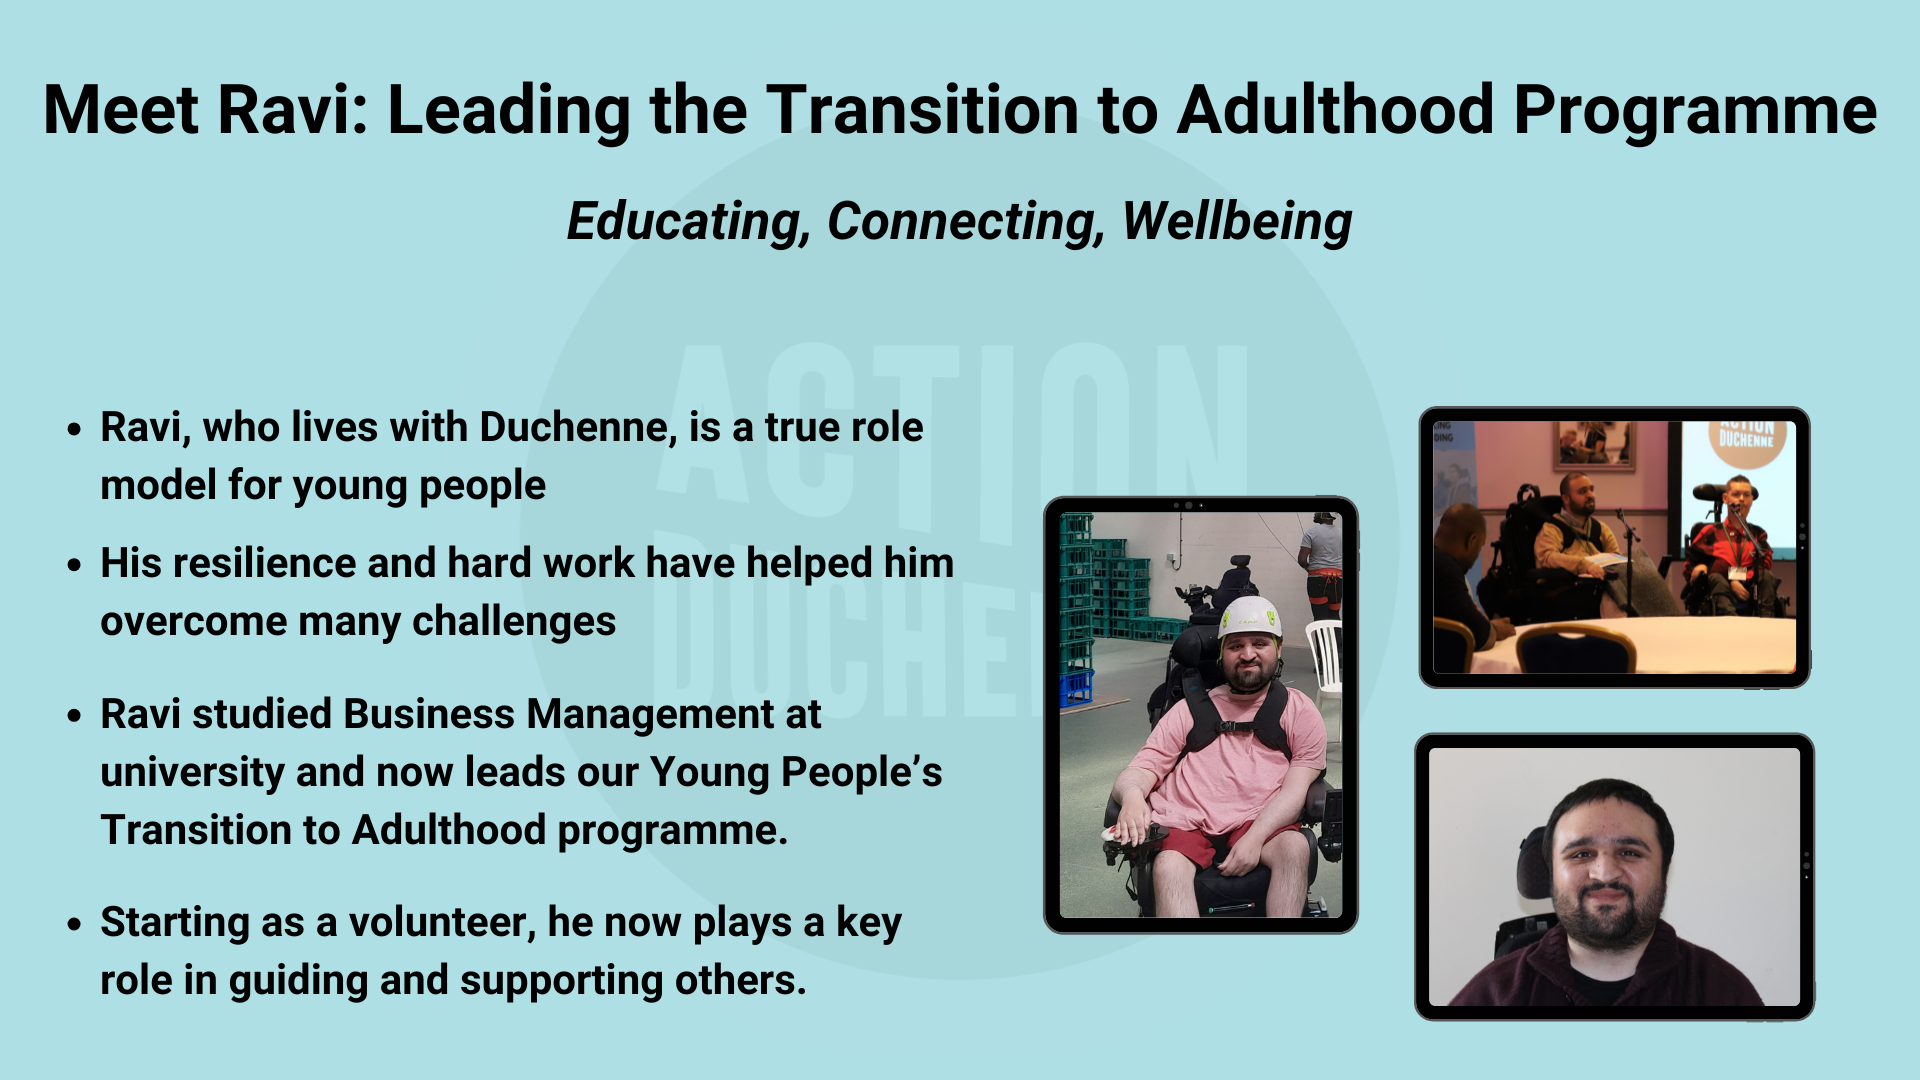 Meet Ravi: Leading the Transition to Adulthood Programme
Educating, Connecting, Wellbeing
ACTION
DUCHE
• Ravi, who lives with Duchenne, is a true role
model for young people
• His resilience and hard work have helped him
overcome many challenges
• Ravi studied Business Management at
university and now leads our Young People’s
Transition to Adulthood programme.
• Starting as a volunteer, he now plays a key
role in guiding and supporting others.
ACTION
DUCHENNE